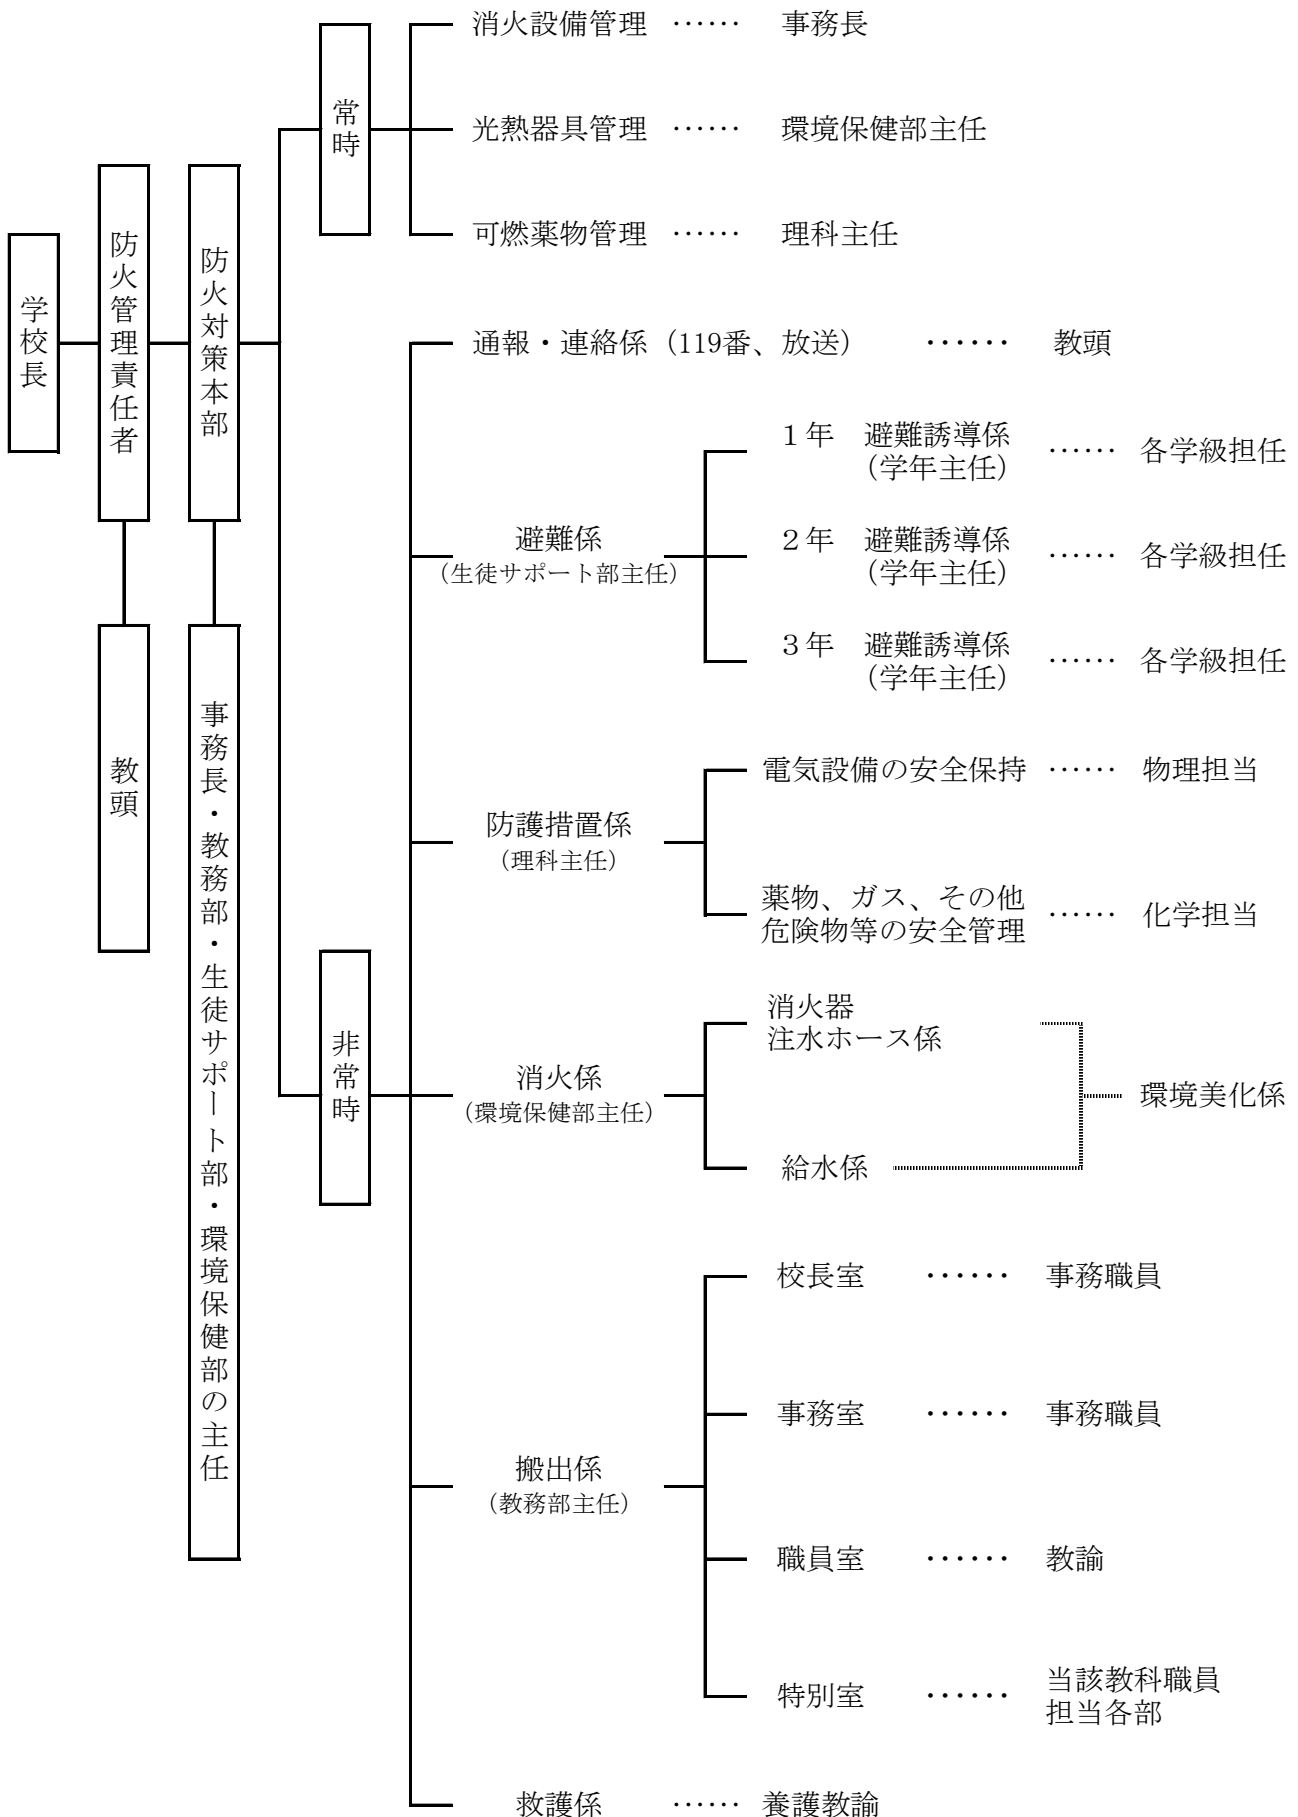 学校長
防火管理責任者
教頭
防火対策本部
事務長・教務部・生徒サポート部・環境保健部の主任
常時
消火設備管理 …… 事務長
光熱器具管理 …… 環境保健部主任
可燃薬物管理 …… 理科主任
非常時
通報・連絡係(119番、放送) …… 教頭
避難係
(生徒サポート部主任)
1年 避難誘導係 …… 各学級担任
(学年主任)
2年 避難誘導係 …… 各学級担任
(学年主任)
3年 避難誘導係 …… 各学級担任
(学年主任)
防護措置係
(理科主任)
電気設備の安全保持 …… 物理担当
薬物、ガス、その他
危険物等の安全管理 …… 化学担当
消火係
(環境保健部主任)
消火器
注水ホース係
給水係
環境美化係
搬出係
(教務部主任)
校長室 …… 事務職員
事務室 …… 事務職員
職員室 …… 教諭
特別室 …… 当該教科職員
担当各部
救護係 …… 養護教諭